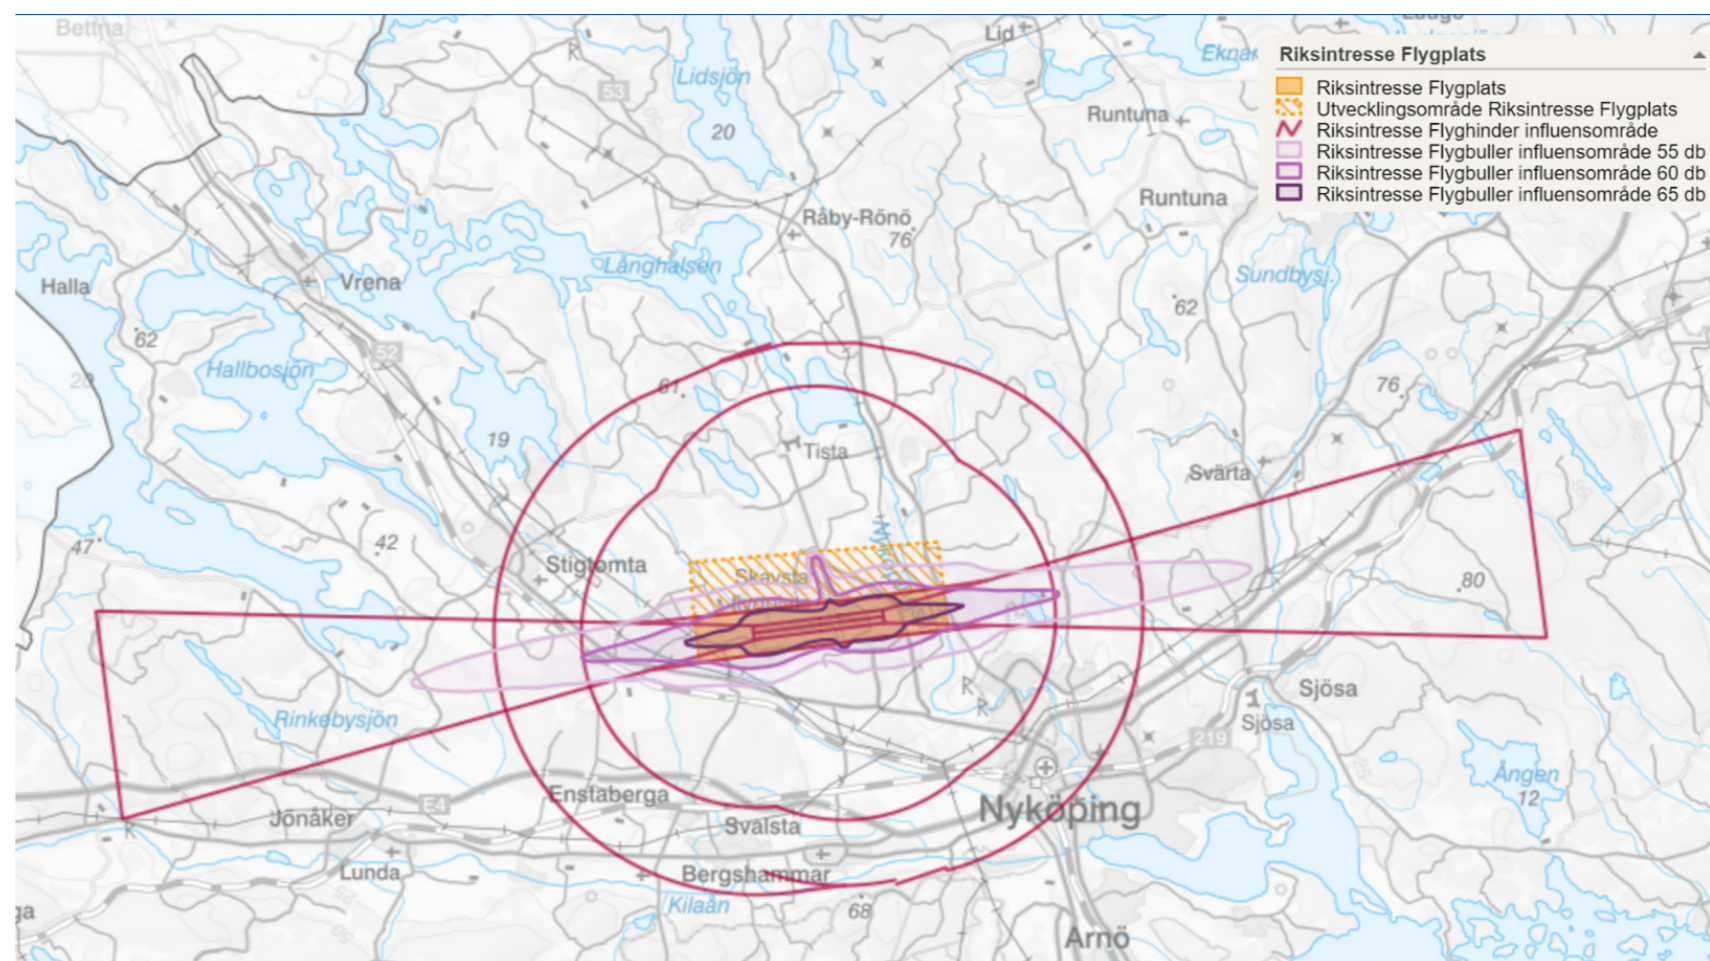 Bettna
Lid
Riksintresse Flygplats
Riksintresse Flygplats
Utvecklingsområde Riksintresse Flygplats
Riksintresse Flyghinder influensområde
Riksintresse Flygbuller influensområde 55 db
Riksintresse Flygbuller influensområde 60 db
Riksintresse Flygbuller influensområde 65 db
Lidsjön
53
20
Runtuna
Runtuna
Råby-Rönö
76
Långhalsen
Sundbysj.
Halla
Vrena
62
62
52
Hallbosjön
20
61
76
19
Tista
Svärta
47
42
Stigtomta
Skavsta
80
Rinkebysjön
Sjösa
Sjösa
219
Ången
12
E4
Enstaberga
Jönåker
Nyköping
Svalsta
Lunda
Bergshammar
Kilaån
68
Arnö